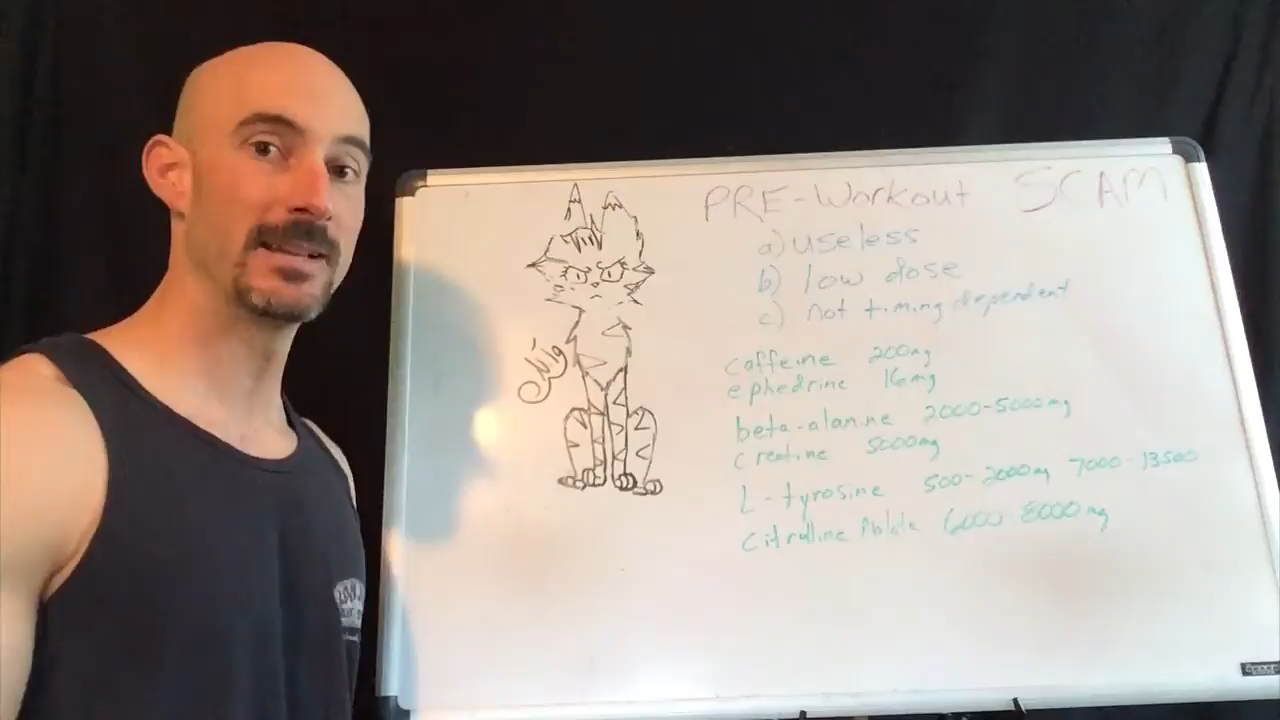 PRE-Workout SCAM
a) useless
b) low dose
c) not timing dependent
caffeine 200mg
ephedrine 16mg
beta-alanine 2000-5000mg
creatine 5000mg
L-tyrosine 500-2000mg 7000-13500
citrulline 6000-8000mg